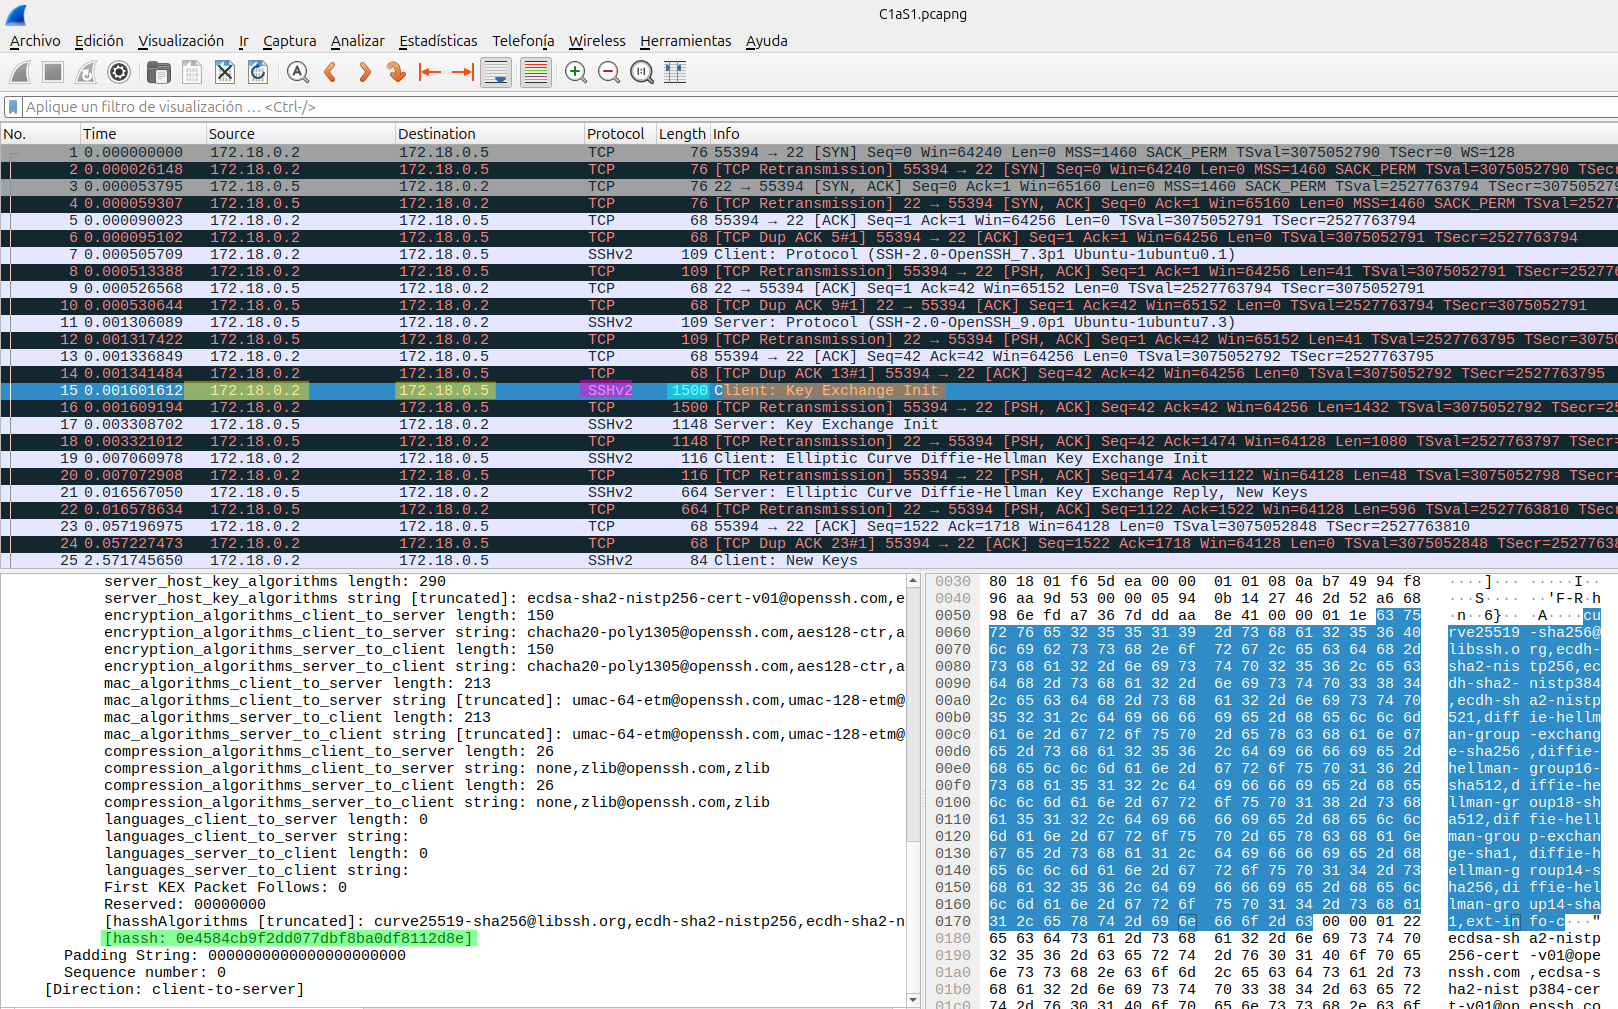 C1aS1.pcapng
Archivo Edición Visualización Ir Captura Analizar Estadísticas Telefonía Wireless Herramientas Ayuda
Aplique un filtro de visualización … <Ctrl-/>
No. Time Source Destination Protocol Length Info
1 0.000000000 172.18.0.2 172.18.0.5 TCP 76 55394 → 22 [SYN] Seq=0 Win=64240 Len=0 MSS=1460 SACK_PERM TSval=3075052790 TSecr=0 WS=128
2 0.000026148 172.18.0.2 172.18.0.5 TCP 76 [TCP Retransmission] 55394 → 22 [SYN] Seq=0 Win=64240 Len=0 MSS=1460 SACK_PERM TSval=3075052790 TSec
3 0.000053795 172.18.0.5 172.18.0.2 TCP 76 22 → 55394 [SYN, ACK] Seq=0 Ack=1 Win=65160 Len=0 MSS=1460 SACK_PERM TSval=2527763794 TSecr=307505279
4 0.000059307 172.18.0.5 172.18.0.2 TCP 76 [TCP Retransmission] 22 → 55394 [SYN, ACK] Seq=0 Ack=1 Win=65160 Len=0 MSS=1460 SACK_PERM TSval=25277
5 0.000090023 172.18.0.2 172.18.0.5 TCP 68 55394 → 22 [ACK] Seq=1 Ack=1 Win=64256 Len=0 TSval=3075052791 TSecr=2527763794
6 0.000095102 172.18.0.2 172.18.0.5 TCP 68 [TCP Dup ACK 5#1] 55394 → 22 [ACK] Seq=1 Ack=1 Win=64256 Len=0 TSval=3075052791 TSecr=2527763794
7 0.000505709 172.18.0.2 172.18.0.5 SSHv2 109 Client: Protocol (SSH-2.0-OpenSSH_7.3p1 Ubuntu-1ubuntu0.1)
8 0.000513388 172.18.0.2 172.18.0.5 TCP 109 [TCP Retransmission] 55394 → 22 [PSH, ACK] Seq=1 Ack=1 Win=64256 Len=41 TSval=3075052791 TSecr=252776
9 0.000526568 172.18.0.5 172.18.0.2 TCP 68 22 → 55394 [ACK] Seq=1 Ack=42 Win=65152 Len=0 TSval=2527763794 TSecr=3075052791
10 0.000530644 172.18.0.5 172.18.0.2 TCP 68 [TCP Dup ACK 9#1] 22 → 55394 [ACK] Seq=1 Ack=42 Win=65152 Len=0 TSval=2527763794 TSecr=3075052791
11 0.001306089 172.18.0.5 172.18.0.2 SSHv2 109 Server: Protocol (SSH-2.0-OpenSSH_9.0p1 Ubuntu-1ubuntu7.3)
12 0.001317422 172.18.0.5 172.18.0.2 TCP 109 [TCP Retransmission] 22 → 55394 [PSH, ACK] Seq=1 Ack=42 Win=65152 Len=41 TSval=2527763795 TSecr=30750
13 0.001336849 172.18.0.2 172.18.0.5 TCP 68 55394 → 22 [ACK] Seq=42 Ack=42 Win=64256 Len=0 TSval=3075052792 TSecr=2527763795
14 0.001341484 172.18.0.2 172.18.0.5 TCP 68 [TCP Dup ACK 13#1] 55394 → 22 [ACK] Seq=42 Ack=42 Win=64256 Len=0 TSval=3075052792 TSecr=2527763795
15 0.001601612 172.18.0.2 172.18.0.5 SSHv2 1500 Client: Key Exchange Init
16 0.001609194 172.18.0.2 172.18.0.5 TCP 1500 [TCP Retransmission] 55394 → 22 [PSH, ACK] Seq=42 Ack=42 Win=64256 Len=1432 TSval=3075052792 TSecr=25
17 0.003308702 172.18.0.5 172.18.0.2 SSHv2 1148 Server: Key Exchange Init
18 0.003321012 172.18.0.5 172.18.0.2 TCP 1148 [TCP Retransmission] 22 → 55394 [PSH, ACK] Seq=42 Ack=1474 Win=64128 Len=1080 TSval=2527763797 TSecr=
19 0.007060978 172.18.0.2 172.18.0.5 SSHv2 116 Client: Elliptic Curve Diffie-Hellman Key Exchange Init
20 0.007072908 172.18.0.2 172.18.0.5 TCP 116 [TCP Retransmission] 55394 → 22 [PSH, ACK] Seq=1474 Ack=1122 Win=64128 Len=48 TSval=3075052798 TSecr=
21 0.016567050 172.18.0.5 172.18.0.2 SSHv2 664 Server: Elliptic Curve Diffie-Hellman Key Exchange Reply, New Keys
22 0.016578634 172.18.0.5 172.18.0.2 TCP 664 [TCP Retransmission] 22 → 55394 [PSH, ACK] Seq=1122 Ack=1522 Win=64128 Len=596 TSval=2527763810 TSecr
23 0.057196975 172.18.0.2 172.18.0.5 TCP 68 55394 → 22 [ACK] Seq=1522 Ack=1718 Win=64128 Len=0 TSval=3075052848 TSecr=2527763810
24 0.057227473 172.18.0.2 172.18.0.5 TCP 68 [TCP Dup ACK 23#1] 55394 → 22 [ACK] Seq=1522 Ack=1718 Win=64128 Len=0 TSval=3075052848 TSecr=25277638
25 2.571745650 172.18.0.2 172.18.0.5 SSHv2 84 Client: New Keys
server_host_key_algorithms length: 290
server_host_key_algorithms string [truncated]: ecdsa-sha2-nistp256-cert-v01@openssh.com,e
encryption_algorithms_client_to_server length: 150
encryption_algorithms_client_to_server string: chacha20-poly1305@openssh.com,aes128-ctr,a
encryption_algorithms_server_to_client length: 150
encryption_algorithms_server_to_client string: chacha20-poly1305@openssh.com,aes128-ctr,a
mac_algorithms_client_to_server length: 213
mac_algorithms_client_to_server string [truncated]: umac-64-etm@openssh.com,umac-128-etm@
mac_algorithms_server_to_client length: 213
mac_algorithms_server_to_client string [truncated]: umac-64-etm@openssh.com,umac-128-etm@
compression_algorithms_client_to_server length: 26
compression_algorithms_client_to_server string: none,zlib@openssh.com,zlib
compression_algorithms_server_to_client length: 26
compression_algorithms_server_to_client string: none,zlib@openssh.com,zlib
languages_client_to_server length: 0
languages_client_to_server string:
languages_server_to_client length: 0
languages_server_to_client string:
First KEX Packet Follows: 0
Reserved: 00000000
[hasshAlgorithms [truncated]: curve25519-sha256@libssh.org,ecdh-sha2-nistp256,ecdh-sha2-n
[hassh: 0e4584cb9f2dd077dbf8ba0df8112d8e]
Padding String: 0000000000000000000000
Sequence number: 0
[Direction: client-to-server]
0030 80 18 01 f6 5d ea 00 00 01 01 08 0a b7 49 94 f8 ····]··· ·····I··
0040 96 aa 9d 53 00 00 05 94 0b 14 27 46 2d 52 a6 68 ···S···· ··'F-R·h
0050 98 6e fd a7 36 7d dd aa 8e 41 00 00 01 1e 63 75 ·n··6}·· ·A····cu
0060 72 76 65 32 35 35 31 39 2d 73 68 61 32 35 36 40 rve25519 -sha256@
0070 6c 69 62 73 73 68 2e 6f 72 67 2c 65 63 64 68 2d libssh.o rg,ecdh-
0080 73 68 61 32 2d 6e 69 73 74 70 32 35 36 2c 65 63 sha2-nis tp256,ec
0090 64 68 2d 73 68 61 32 2d 6e 69 73 74 70 33 38 34 dh-sha2- nistp384
00a0 2c 65 63 64 68 2d 73 68 61 32 2d 6e 69 73 74 70 ,ecdh-sh a2-nistp
00b0 35 32 31 2c 64 69 66 66 69 65 2d 68 65 6c 6c 6d 521,diff ie-hellm
00c0 61 6e 2d 67 72 6f 75 70 2d 65 78 63 68 61 6e 67 an-group -exchang
00d0 65 2d 73 68 61 32 35 36 2c 64 69 66 66 69 65 2d e-sha256 ,diffie-
00e0 68 65 6c 6c 6d 61 6e 2d 67 72 6f 75 70 31 36 2d hellman- group16-
00f0 73 68 61 35 31 32 2c 64 69 66 66 69 65 2d 68 65 sha512,d iffie-he
0100 6c 6c 6d 61 6e 2d 67 72 6f 75 70 31 38 2d 73 68 llman-gr oup18-sh
0110 61 35 31 32 2c 64 69 66 66 69 65 2d 68 65 6c 6c a512,dif fie-hell
0120 6d 61 6e 2d 67 72 6f 75 70 2d 65 78 63 68 61 6e man-grou p-exchan
0130 67 65 2d 73 68 61 31 2c 64 69 66 66 69 65 2d 68 ge-sha1, diffie-h
0140 65 6c 6c 6d 61 6e 2d 67 72 6f 75 70 31 34 2d 73 ellman-g roup14-s
0150 68 61 32 35 36 2c 64 69 66 66 69 65 2d 68 65 6c ha256,di ffie-hel
0160 6c 6d 61 6e 2d 67 72 6f 75 70 31 34 2d 73 68 61 lman-gro up14-sha
0170 31 2c 65 78 74 2d 69 6e 66 6f 2d 63 00 00 01 22 1,ext-in fo-c···"
0180 65 63 64 73 61 2d 73 68 61 32 2d 6e 69 73 74 70 ecdsa-sh a2-nistp
0190 32 35 36 2d 63 65 72 74 2d 76 30 31 40 6f 70 65 256-cert -v01@ope
01a0 6e 73 73 68 2e 63 6f 6d 2c 65 63 64 73 61 2d 73 nssh.com ,ecdsa-s
01b0 68 61 32 2d 6e 69 73 74 70 33 38 34 2d 63 65 72 ha2-nist p384-cer
01c0 74 2d 76 30 31 40 6f 70 65 6e 73 73 68 2e 63 6f t-v01@op enssh.co